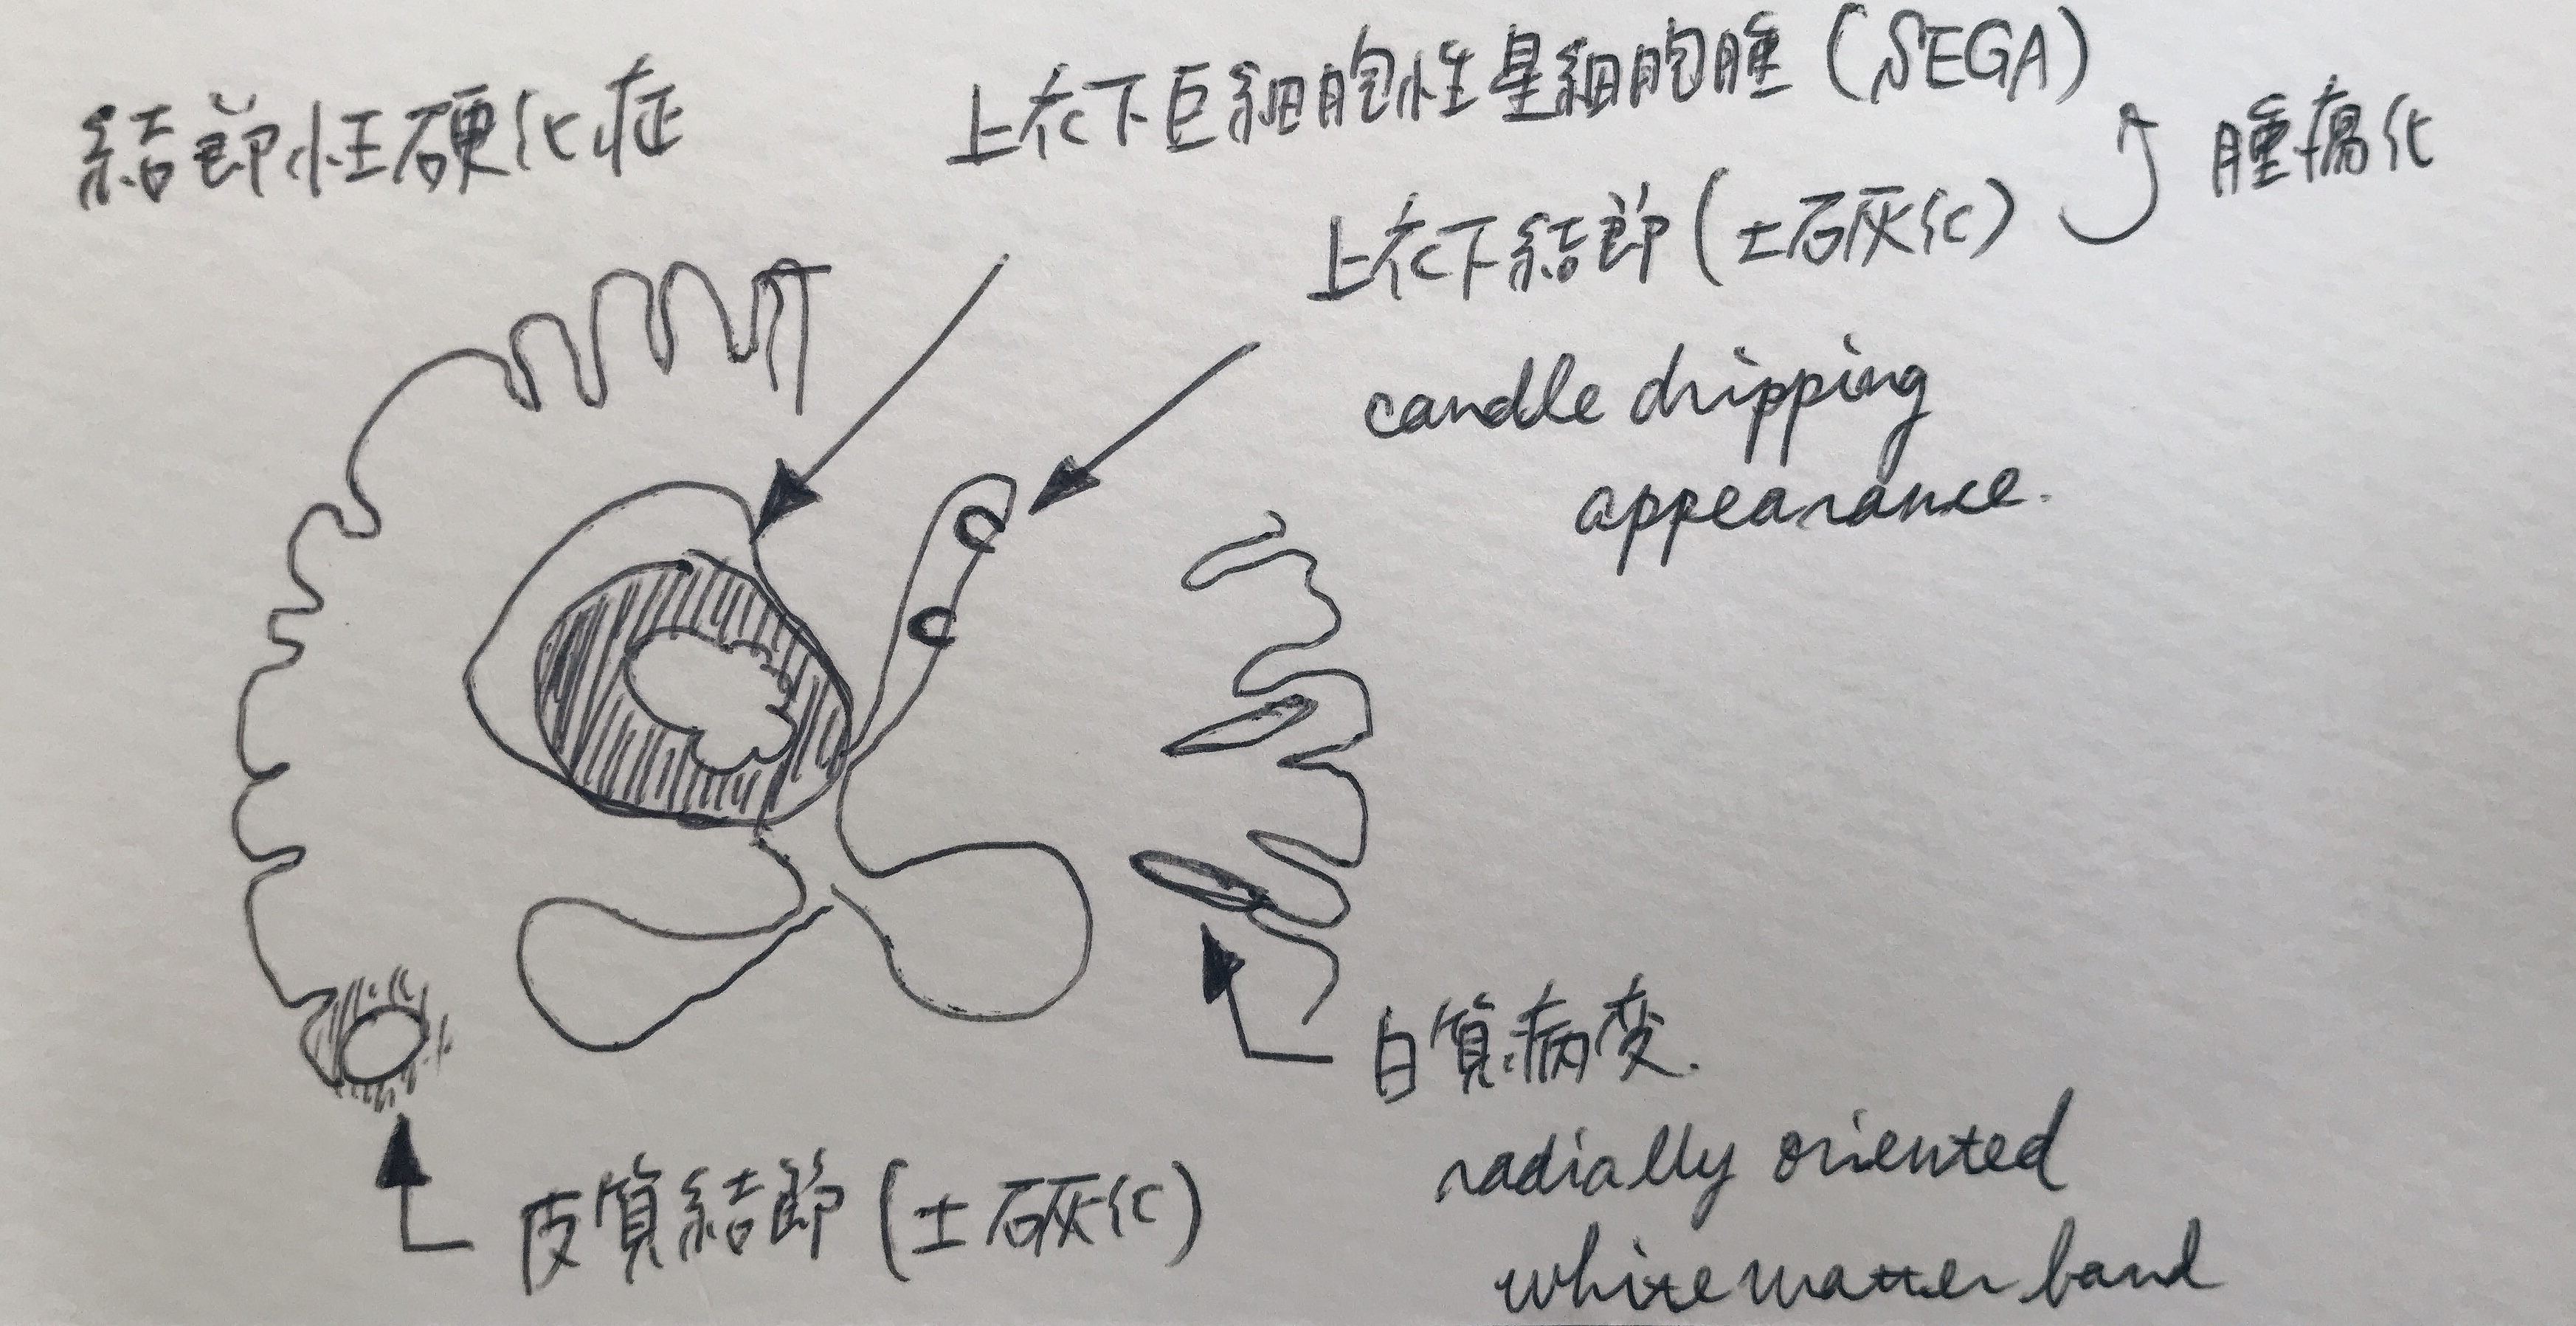 結節性硬化症
上衣下巨細胞性星細胞腫(SEGA)
腫瘍化
上衣下結節(±石灰化)
candle dripping
appearance.
白質病変.
radially oriented
white matter band
皮質結節(±石灰化)